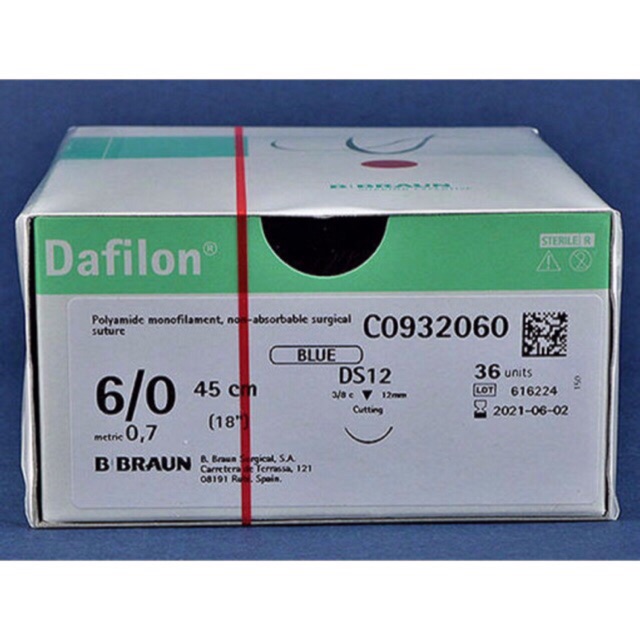 B BRAUN
Dafilon®
STERILE R
Polyamide monofilament, non-absorbable surgical
suture
C0932060
BLUE
6/0 45 cm
(18")
metric 0,7
DS12
3/8 c 12mm
Cutting
36 units
LOT 616224
2021-06-02
150
B BRAUN
B. Braun Surgical, S.A.
Carretera de Terrassa, 121
08191 Rubí. Spain.